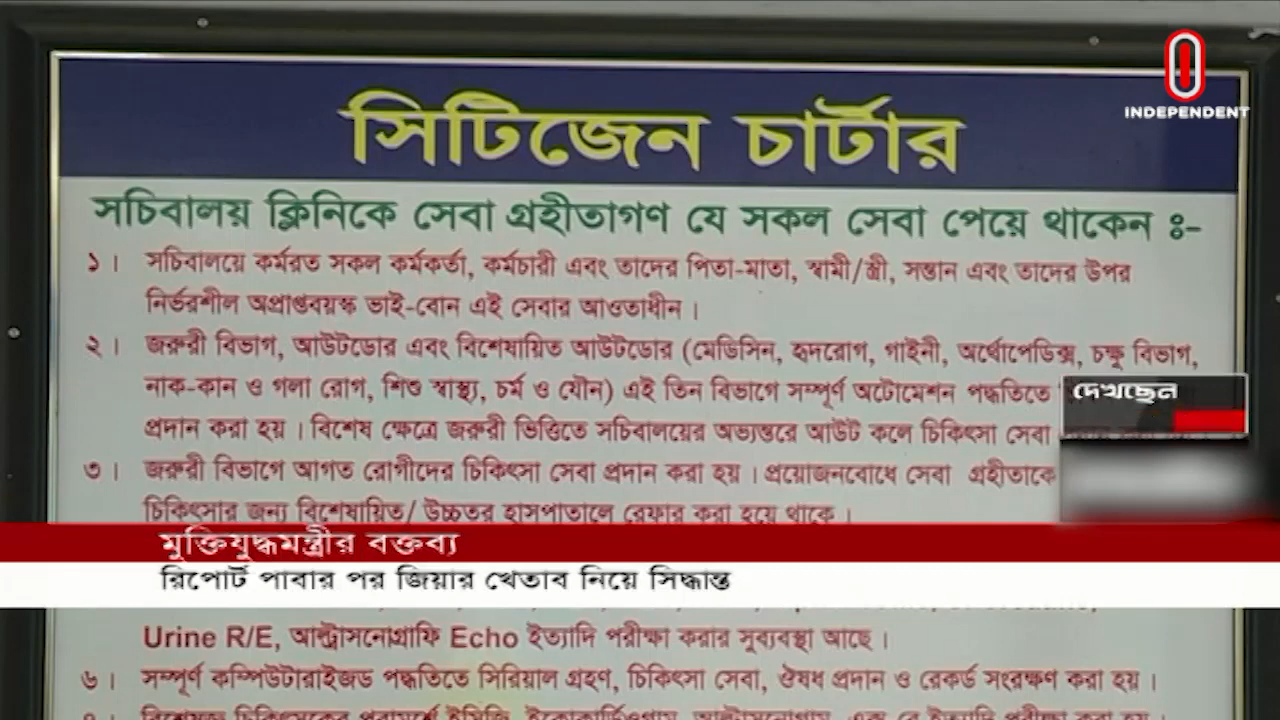 সিটিজেন চার্টার
INDEPENDENT
সচিবালয় ক্লিনিকে সেবা গ্রহীতাগণ যে সকল সেবা পেয়ে থাকেন ঃ-
১। সচিবালয়ে কর্মরত সকল কর্মকর্তা, কর্মচারী এবং তাদের পিতা-মাতা, স্বামী/স্ত্রী, সন্তান এবং তাদের উপর
নির্ভরশীল অপ্রাপ্তবয়স্ক ভাই-বোন এই সেবার আওতাধীন।
২। জরুরী বিভাগ, আউটডোর এবং বিশেষায়িত আউটডোর (মেডিসিন, হৃদরোগ, গাইনী, অর্থোপেডিক্স, চক্ষু বিভাগ,
নাক-কান ও গলা রোগ, শিশু স্বাস্থ্য, চর্ম ও যৌন) এই তিন বিভাগে সম্পূর্ণ অটোমেশন পদ্ধতিতে
দেখছেন
প্রদান করা হয়। বিশেষ ক্ষেত্রে জরুরী ভিত্তিতে সচিবালয়ের অভ্যন্তরে আউট কলে চিকিৎসা সেবা
৩। জরুরী বিভাগে আগত রোগীদের চিকিৎসা সেবা প্রদান করা হয়। প্রয়োজনবোধে সেবা গ্রহীতাকে
চিকিৎসার জন্য বিশেষায়িত/ উচ্চতর হাসপাতালে রেফার করা হয়ে থাকে।
মুক্তিযুদ্ধমন্ত্রীর বক্তব্য
রিপোর্ট পাবার পর জিয়ার খেতাব নিয়ে সিদ্ধান্ত
Urine R/E, আল্ট্রাসনোগ্রাফি Echo ইত্যাদি পরীক্ষা করার সুব্যবস্থা আছে।
৬। সম্পূর্ণ কম্পিউটারাইজড পদ্ধতিতে সিরিয়াল গ্রহণ, চিকিৎসা সেবা, ঔষধ প্রদান ও রেকর্ড সংরক্ষণ করা হয়।